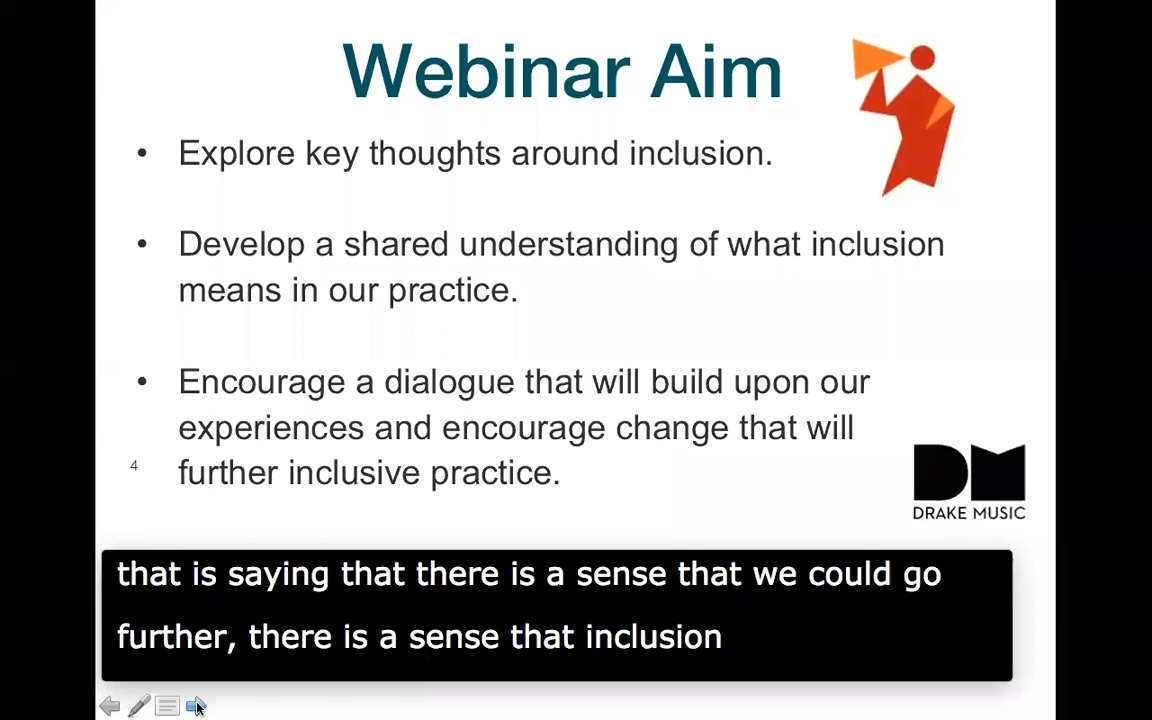 Webinar Aim
• Explore key thoughts around inclusion.
• Develop a shared understanding of what inclusion
means in our practice.
• Encourage a dialogue that will build upon our
experiences and encourage change that will
4 further inclusive practice.
DM
DRAKE MUSIC
that is saying that there is a sense that we could go
further, there is a sense that inclusion